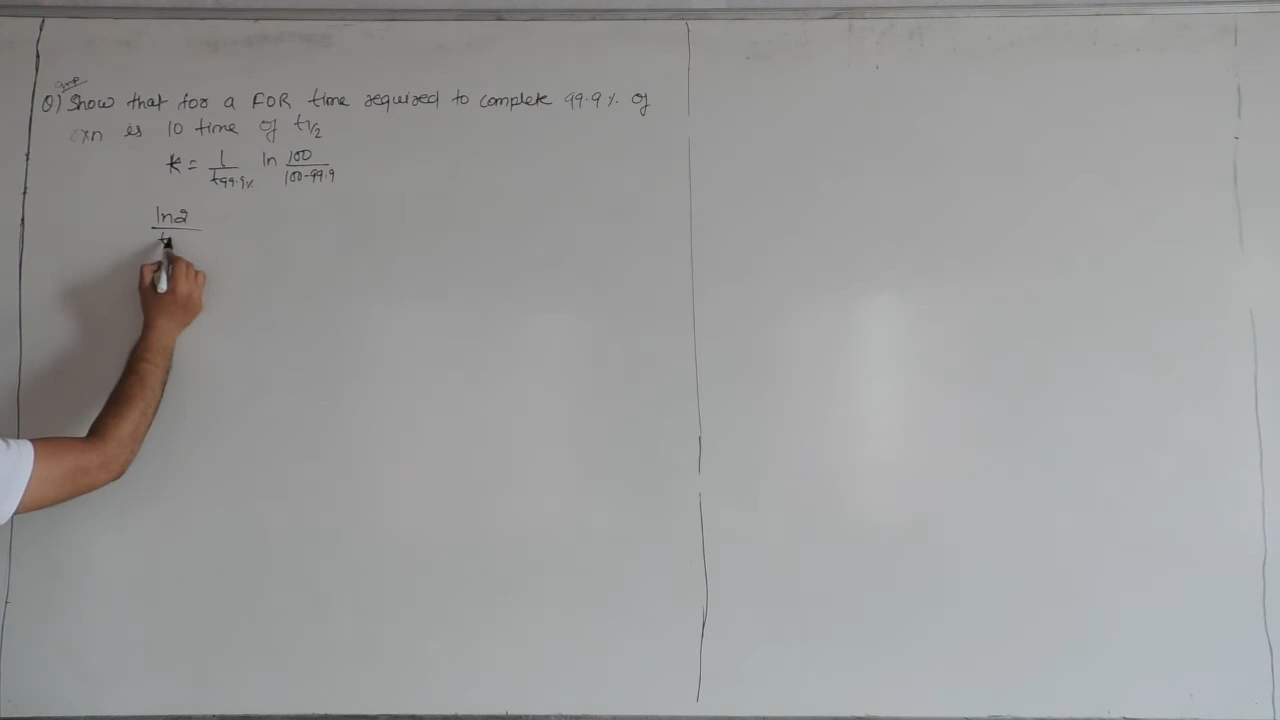 imp
Q) Show that for a FOR time required to complete 99.9% of
rxn is 10 time of t1/2
k = 1/t99.9% ln 100/100-99.9
ln2/t